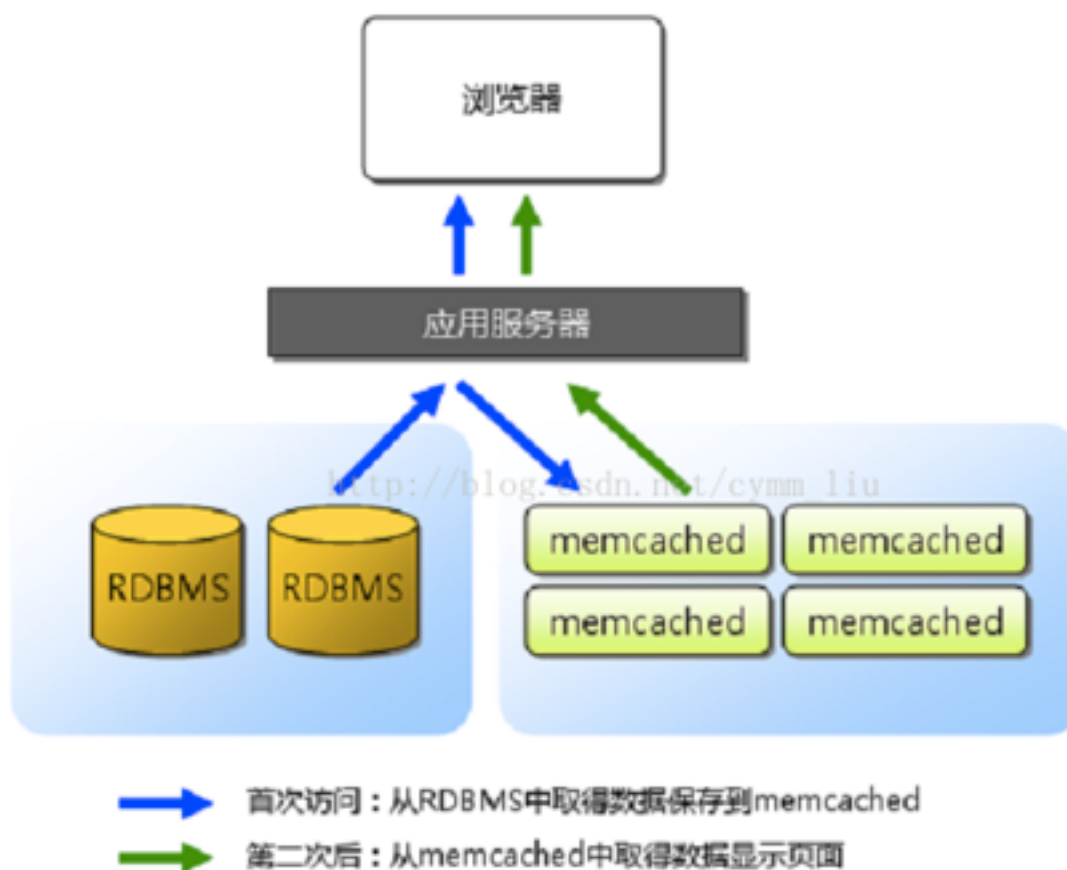 浏览器
应用服务器
http://blog.csdn.net/cymm_liu
RDBMS
RDBMS
memcached
memcached
memcached
memcached
首次访问：从RDBMS中取得数据保存到memcached
第二次后：从memcached中取得数据显示页面